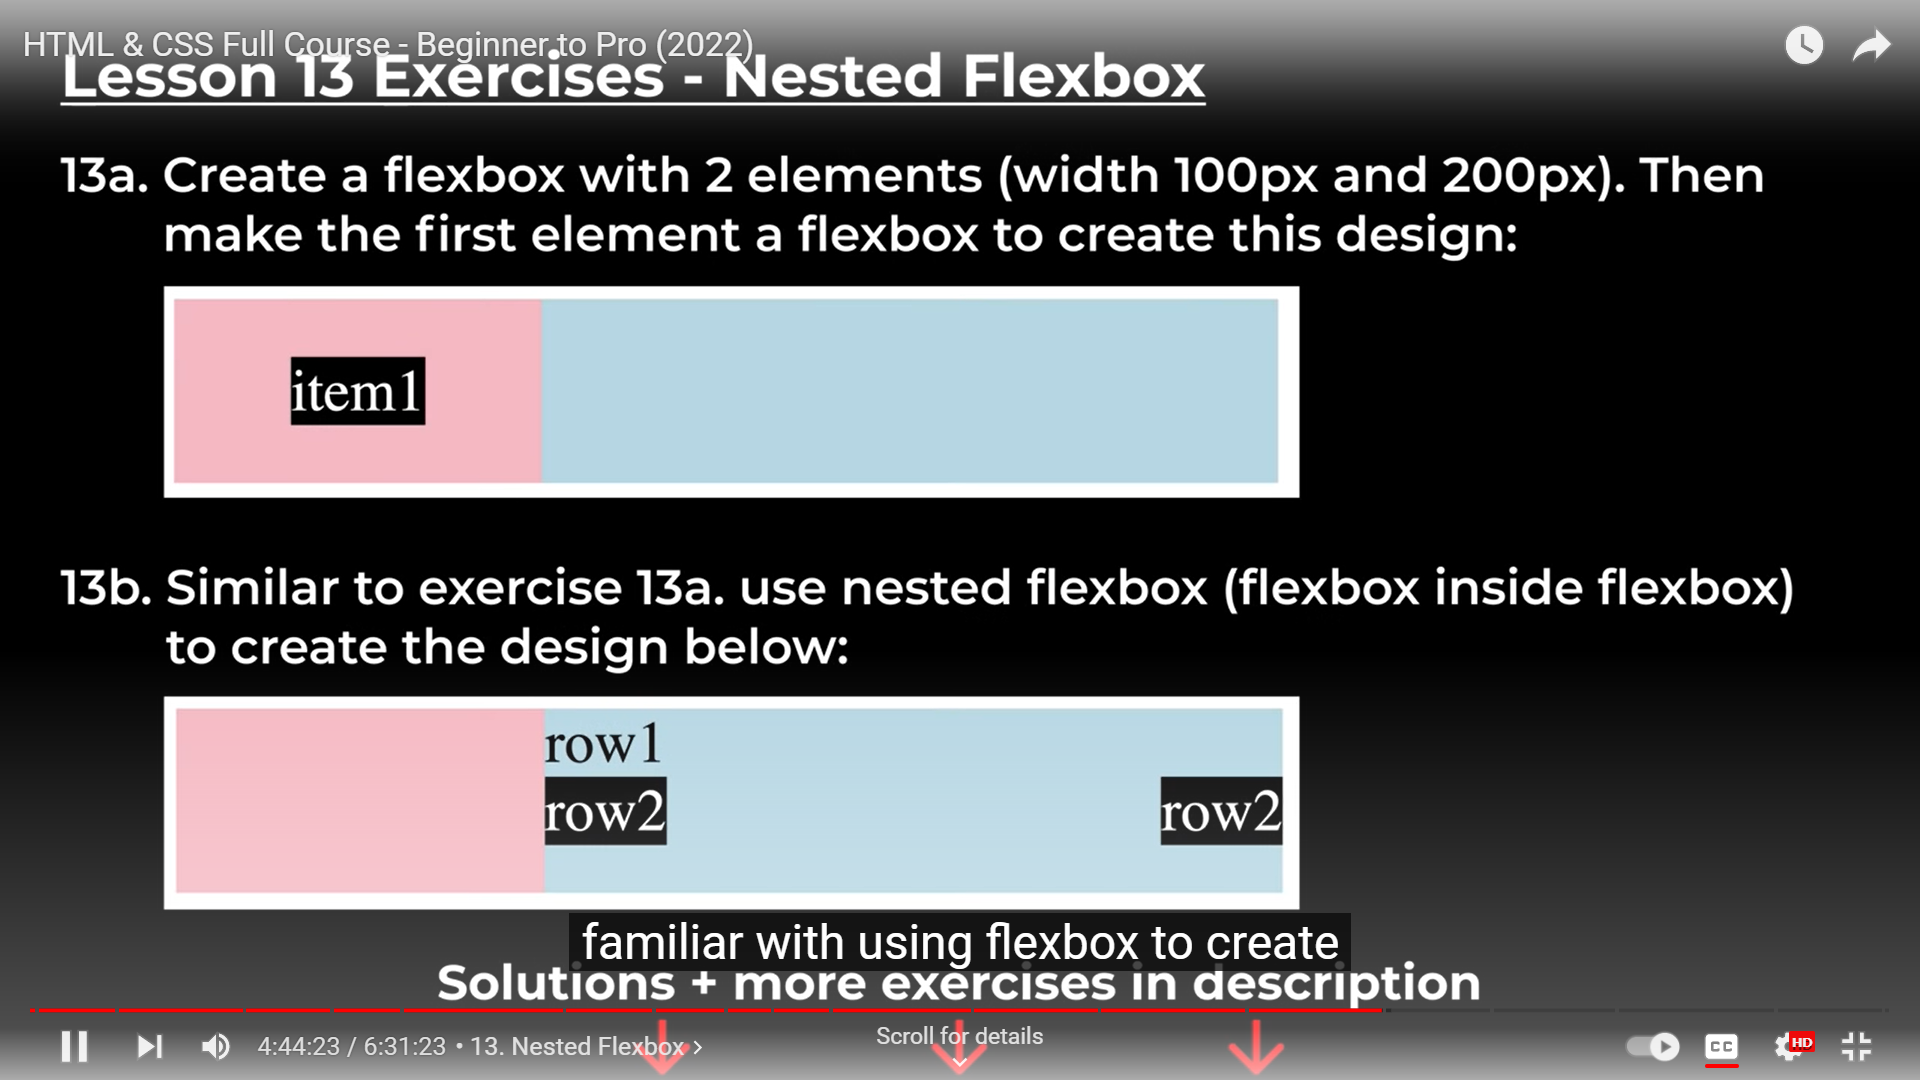 HTML & CSS Full Course - Beginner to Pro (2022)
Lesson 13 Exercises - Nested Flexbox
13a. Create a flexbox with 2 elements (width 100px and 200px). Then
make the first element a flexbox to create this design:
item1
13b. Similar to exercise 13a. use nested flexbox (flexbox inside flexbox)
to create the design below:
row1
row2 row2
familiar with using flexbox to create
Solutions + more exercises in description
Scroll for details
4:44:23 / 6:31:23 • 13. Nested Flexbox
CC
HD